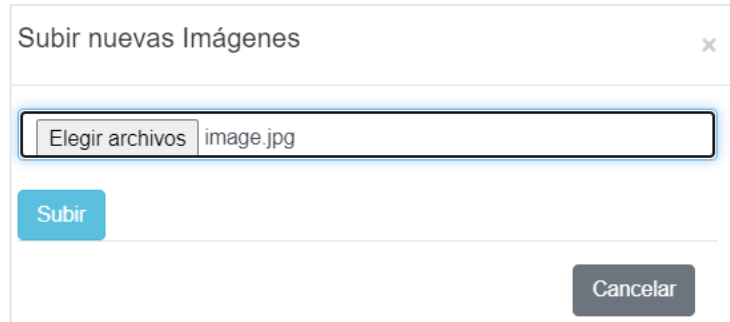 Subir nuevas Imágenes ×
Elegir archivos image.jpg
Subir
Cancelar